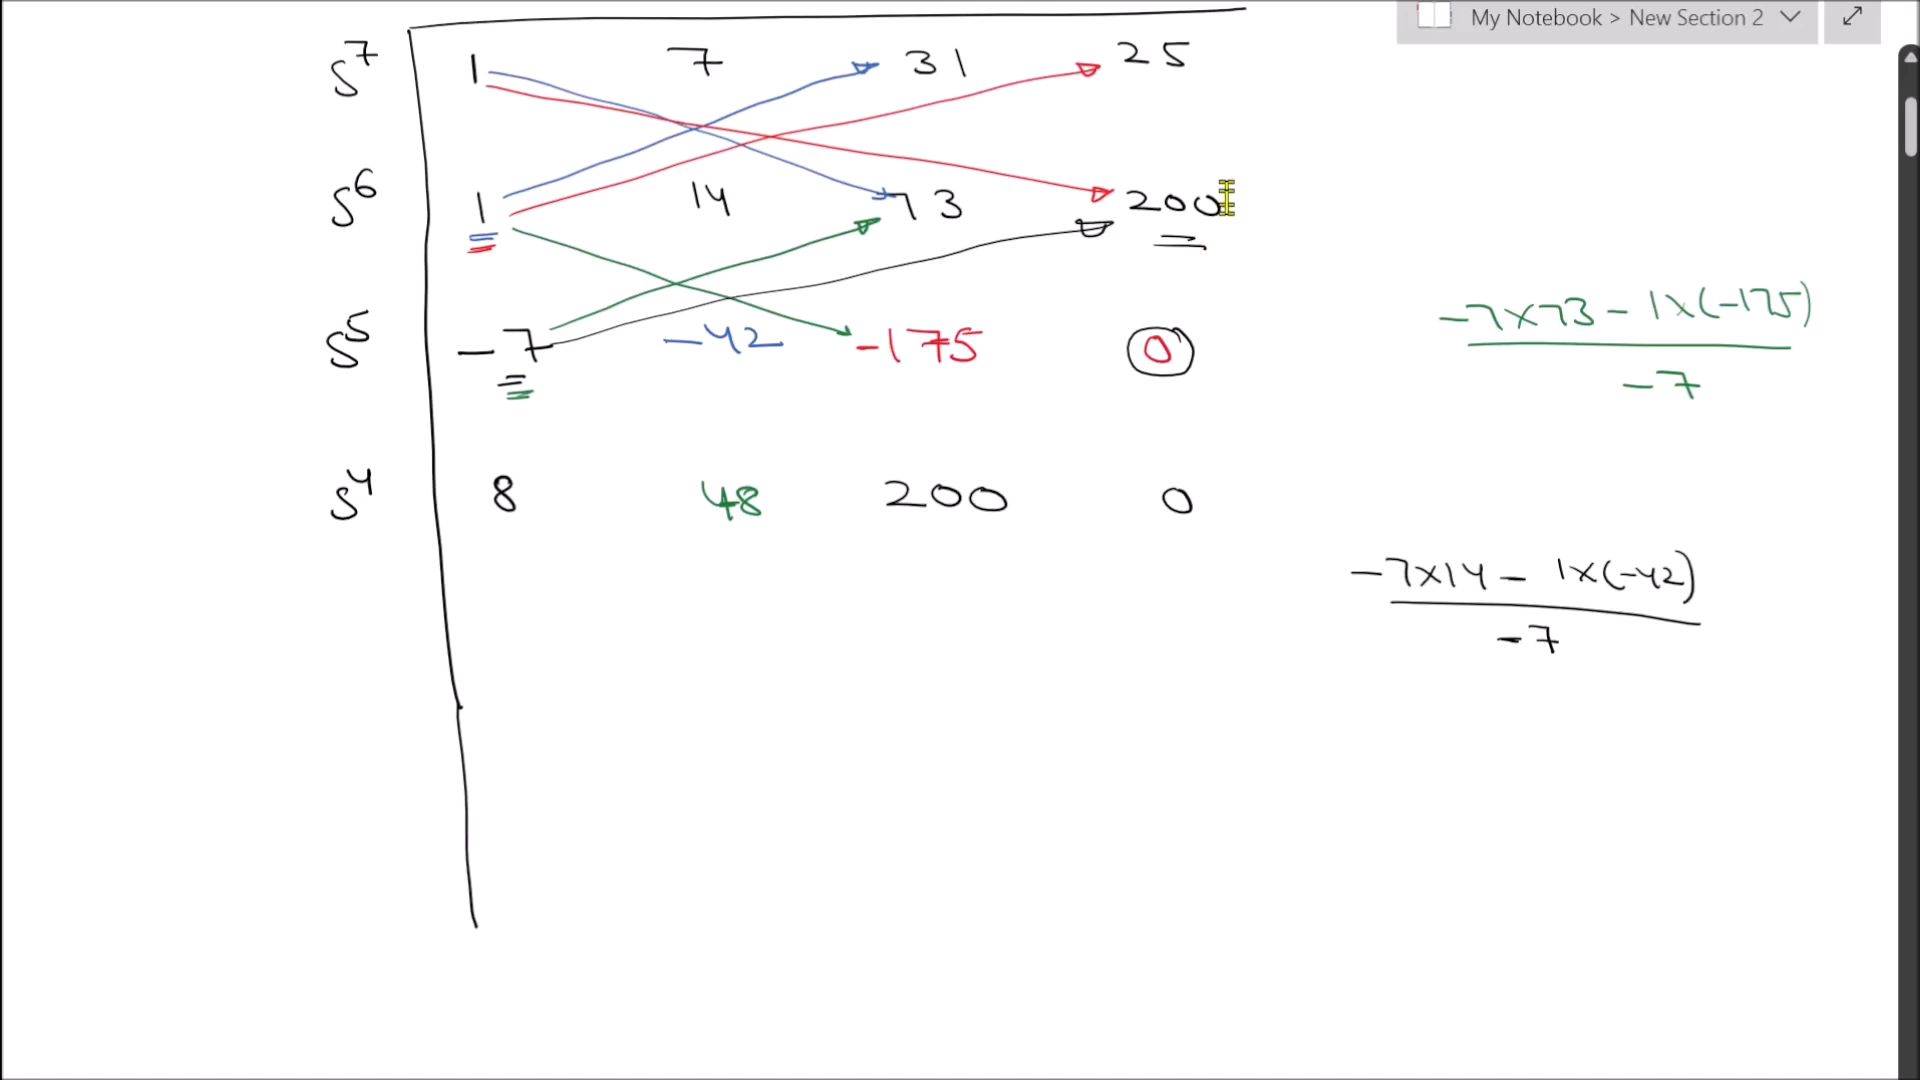 My Notebook > New Section 2
S⁷ 1 7 31 25
S⁶ 1 14 73 200
S⁵ -7 -42 -175 0
-7×73 - 1×(-175)
-7
S⁴ 8 48 200 0
-7×14 - 1×(-42)
-7